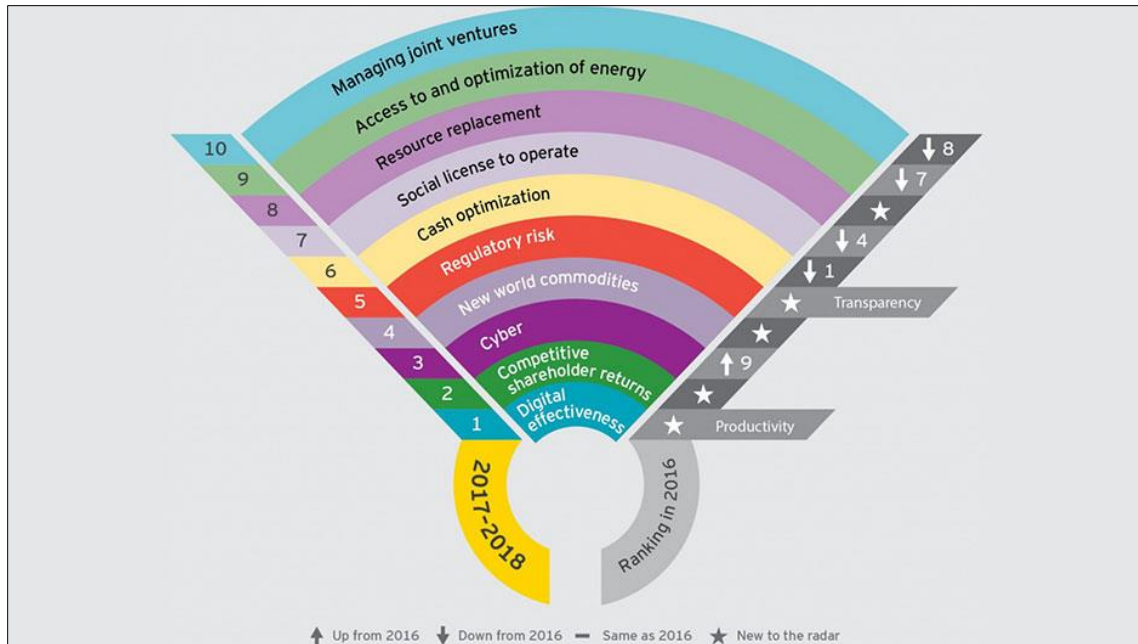 Managing joint ventures
Access to and optimization of energy
Resource replacement
Social license to operate
Cash optimization
Regulatory risk
New world commodities
Cyber
Competitive
shareholder returns
Digital
effectiveness
10
9
8
7
6
5
4
3
2
1
8
7
4
1
Transparency
9
Productivity
2017-2018
Ranking in 2016
Up from 2016
Down from 2016
Same as 2016
New to the radar